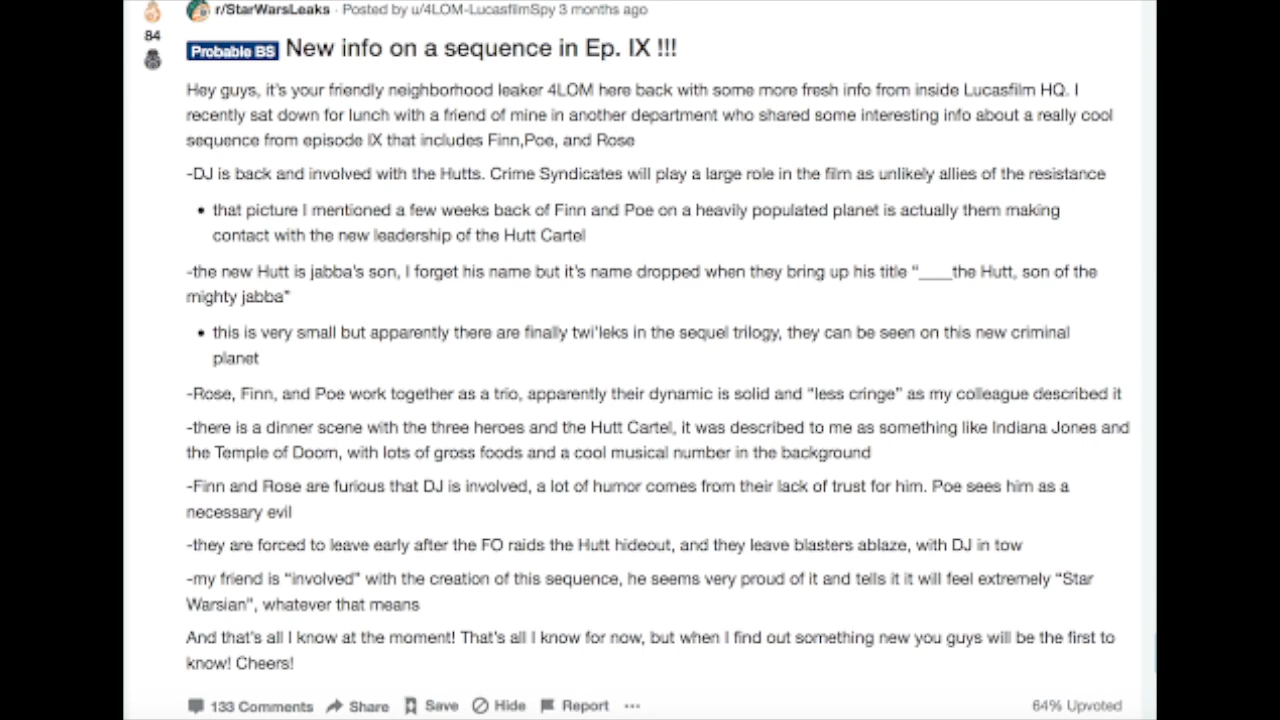 r/StarWarsLeaks · Posted by u/4LOM-LucasfilmSpy 3 months ago
84
Probable BS New info on a sequence in Ep. IX !!!
Hey guys, it's your friendly neighborhood leaker 4LOM here back with some more fresh info from inside Lucasfilm HQ. I
recently sat down for lunch with a friend of mine in another department who shared some interesting info about a really cool
sequence from episode IX that includes Finn,Poe, and Rose
-DJ is back and involved with the Hutts. Crime Syndicates will play a large role in the film as unlikely allies of the resistance
• that picture I mentioned a few weeks back of Finn and Poe on a heavily populated planet is actually them making
contact with the new leadership of the Hutt Cartel
-the new Hutt is jabba's son, I forget his name but it's name dropped when they bring up his title "____the Hutt, son of the
mighty jabba"
• this is very small but apparently there are finally twi'leks in the sequel trilogy, they can be seen on this new criminal
planet
-Rose, Finn, and Poe work together as a trio, apparently their dynamic is solid and "less cringe" as my colleague described it
-there is a dinner scene with the three heroes and the Hutt Cartel, it was described to me as something like Indiana Jones and
the Temple of Doom, with lots of gross foods and a cool musical number in the background
-Finn and Rose are furious that DJ is involved, a lot of humor comes from their lack of trust for him. Poe sees him as a
necessary evil
-they are forced to leave early after the FO raids the Hutt hideout, and they leave blasters ablaze, with DJ in tow
-my friend is "involved" with the creation of this sequence, he seems very proud of it and tells it it will feel extremely "Star
Warsian", whatever that means
And that's all I know at the moment! That's all I know for now, but when I find out something new you guys will be the first to
know! Cheers!
133 Comments Share Save Hide Report ··· 64% Upvoted